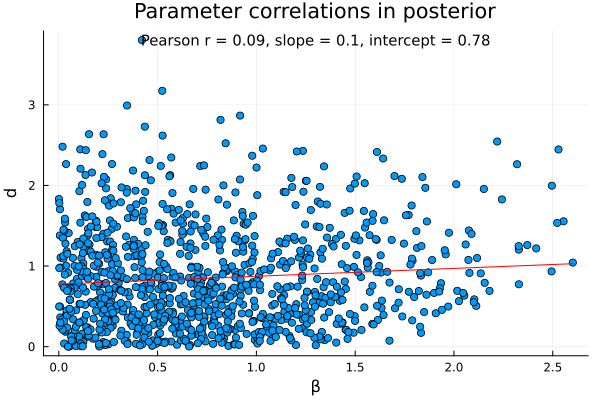 Parameter correlations in posterior
Pearson r = 0.09, slope = 0.1, intercept = 0.78
d
3
2
1
0
0.0 0.5 1.0 1.5 2.0 2.5
β